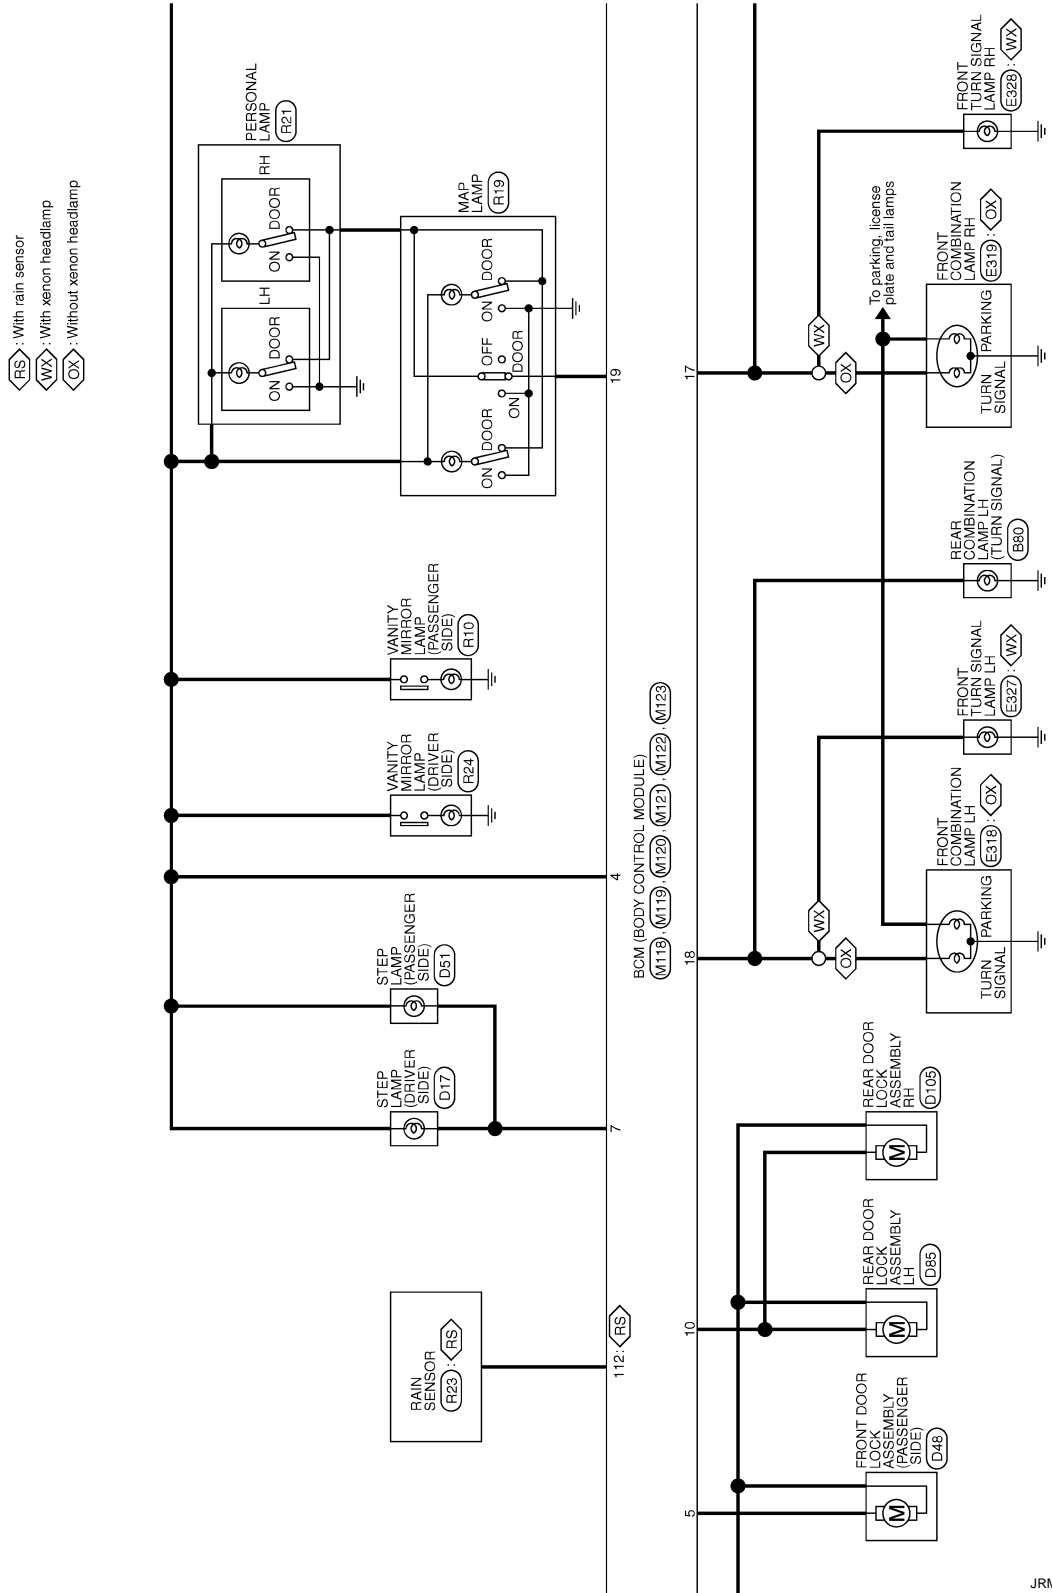 RS : With rain sensor
WX : With xenon headlamp
OX : Without xenon headlamp
RAIN
SENSOR
R23 : RS
112: RS
STEP
LAMP
(DRIVER
SIDE)
D17
7
STEP
LAMP
(PASSENGER
SIDE)
D51
4
VANITY
MIRROR
LAMP
(DRIVER
SIDE)
R24
VANITY
MIRROR
LAMP
(PASSENGER
SIDE)
R10
PERSONAL
LAMP
R21
LH
ON
DOOR
RH
ON
DOOR
MAP
LAMP
R19
ON
DOOR
ON
DOOR
OFF
ON
DOOR
19
BCM (BODY CONTROL MODULE)
M118 , M119 , M120 , M121 , M122 , M123
5
10
18
17
FRONT DOOR
LOCK
ASSEMBLY
(PASSENGER
SIDE)
D48
M
REAR DOOR
LOCK
ASSEMBLY
LH
D85
M
REAR DOOR
LOCK
ASSEMBLY
RH
D105
M
OX
WX
FRONT
COMBINATION
LAMP LH
E318 : OX
TURN
SIGNAL
PARKING
FRONT
TURN SIGNAL
LAMP LH
E327 : WX
REAR
COMBINATION
LAMP LH
(TURN SIGNAL)
B80
OX
WX
To parking, license
plate and tail lamps
FRONT
COMBINATION
LAMP RH
E319 : OX
TURN
SIGNAL
PARKING
FRONT
TURN SIGNAL
LAMP RH
E328 : WX
JRM